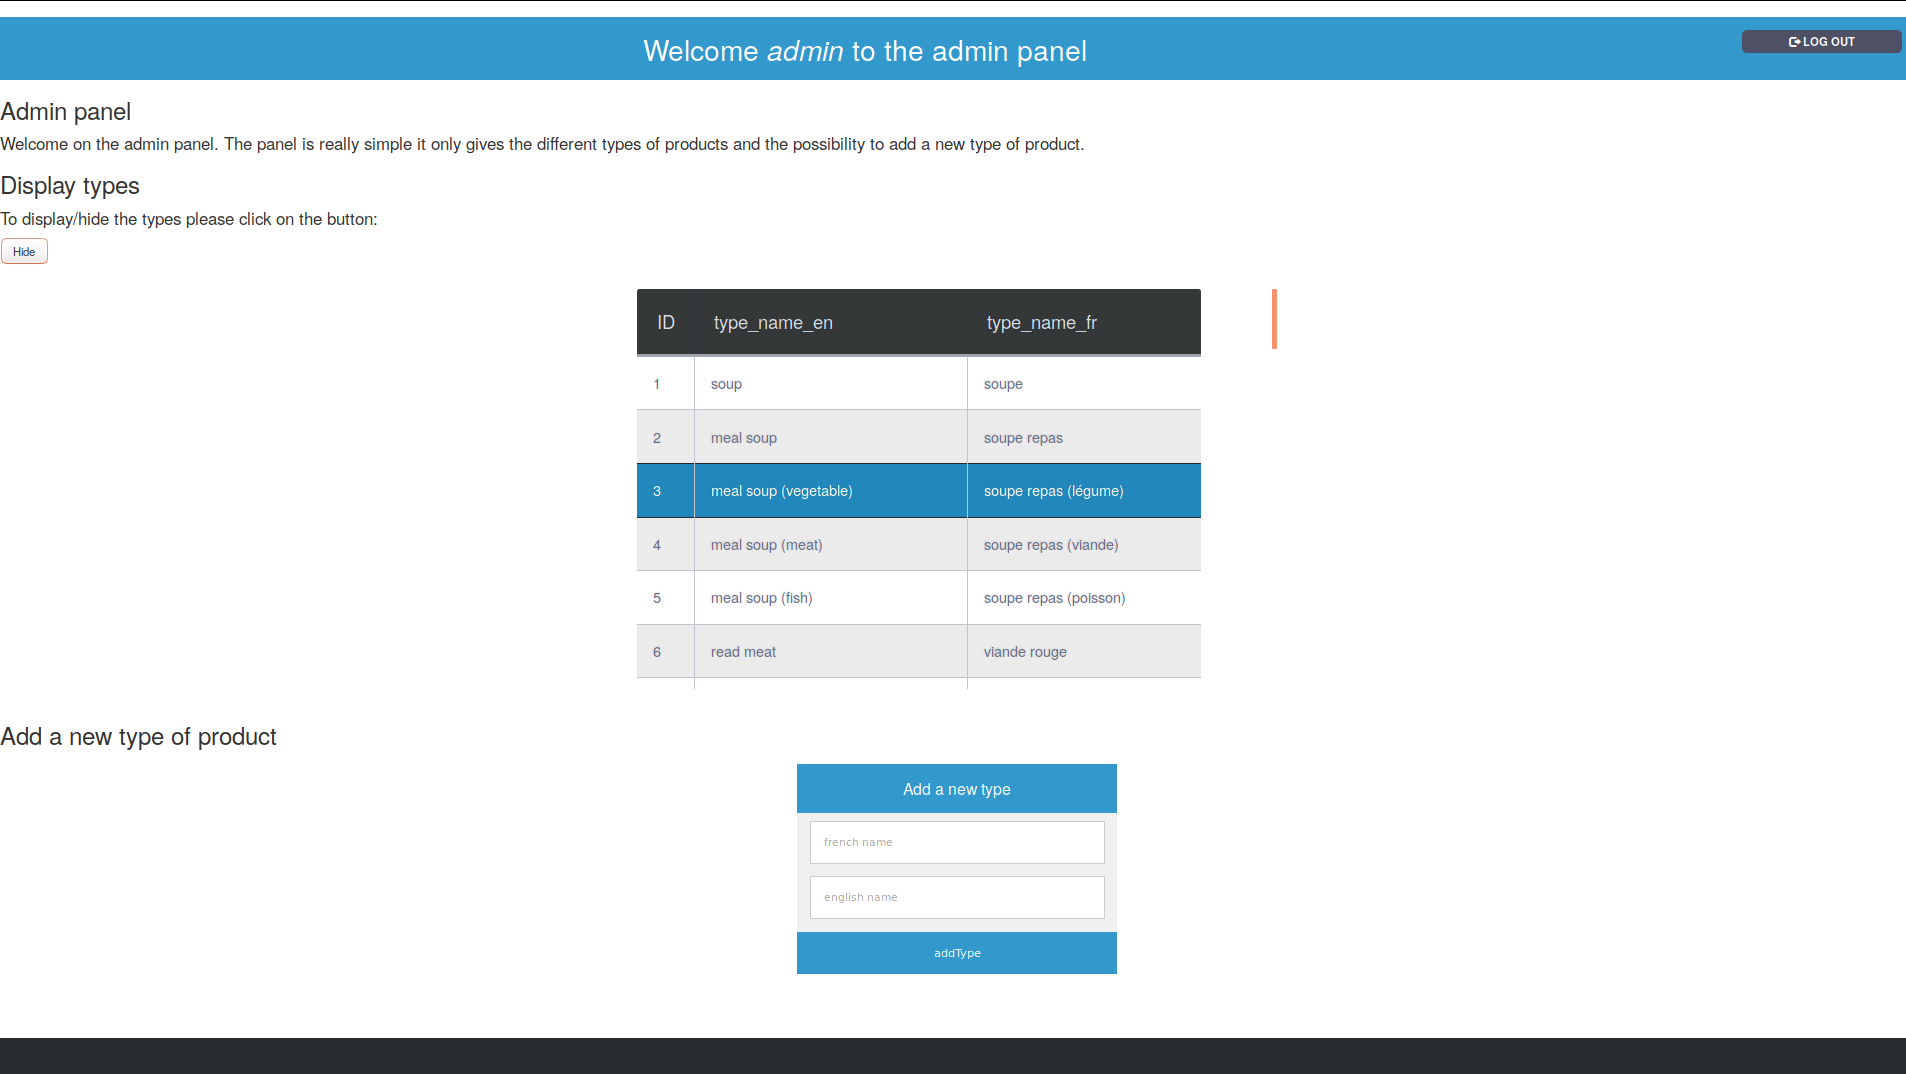 Welcome admin to the admin panel
LOG OUT
Admin panel
Welcome on the admin panel. The panel is really simple it only gives the different types of products and the possibility to add a new type of product.
Display types
To display/hide the types please click on the button:
Hide
ID type_name_en type_name_fr
1 soup soupe
2 meal soup soupe repas
3 meal soup (vegetable) soupe repas (légume)
4 meal soup (meat) soupe repas (viande)
5 meal soup (fish) soupe repas (poisson)
6 read meat viande rouge
Add a new type of product
Add a new type
french name
english name
addType